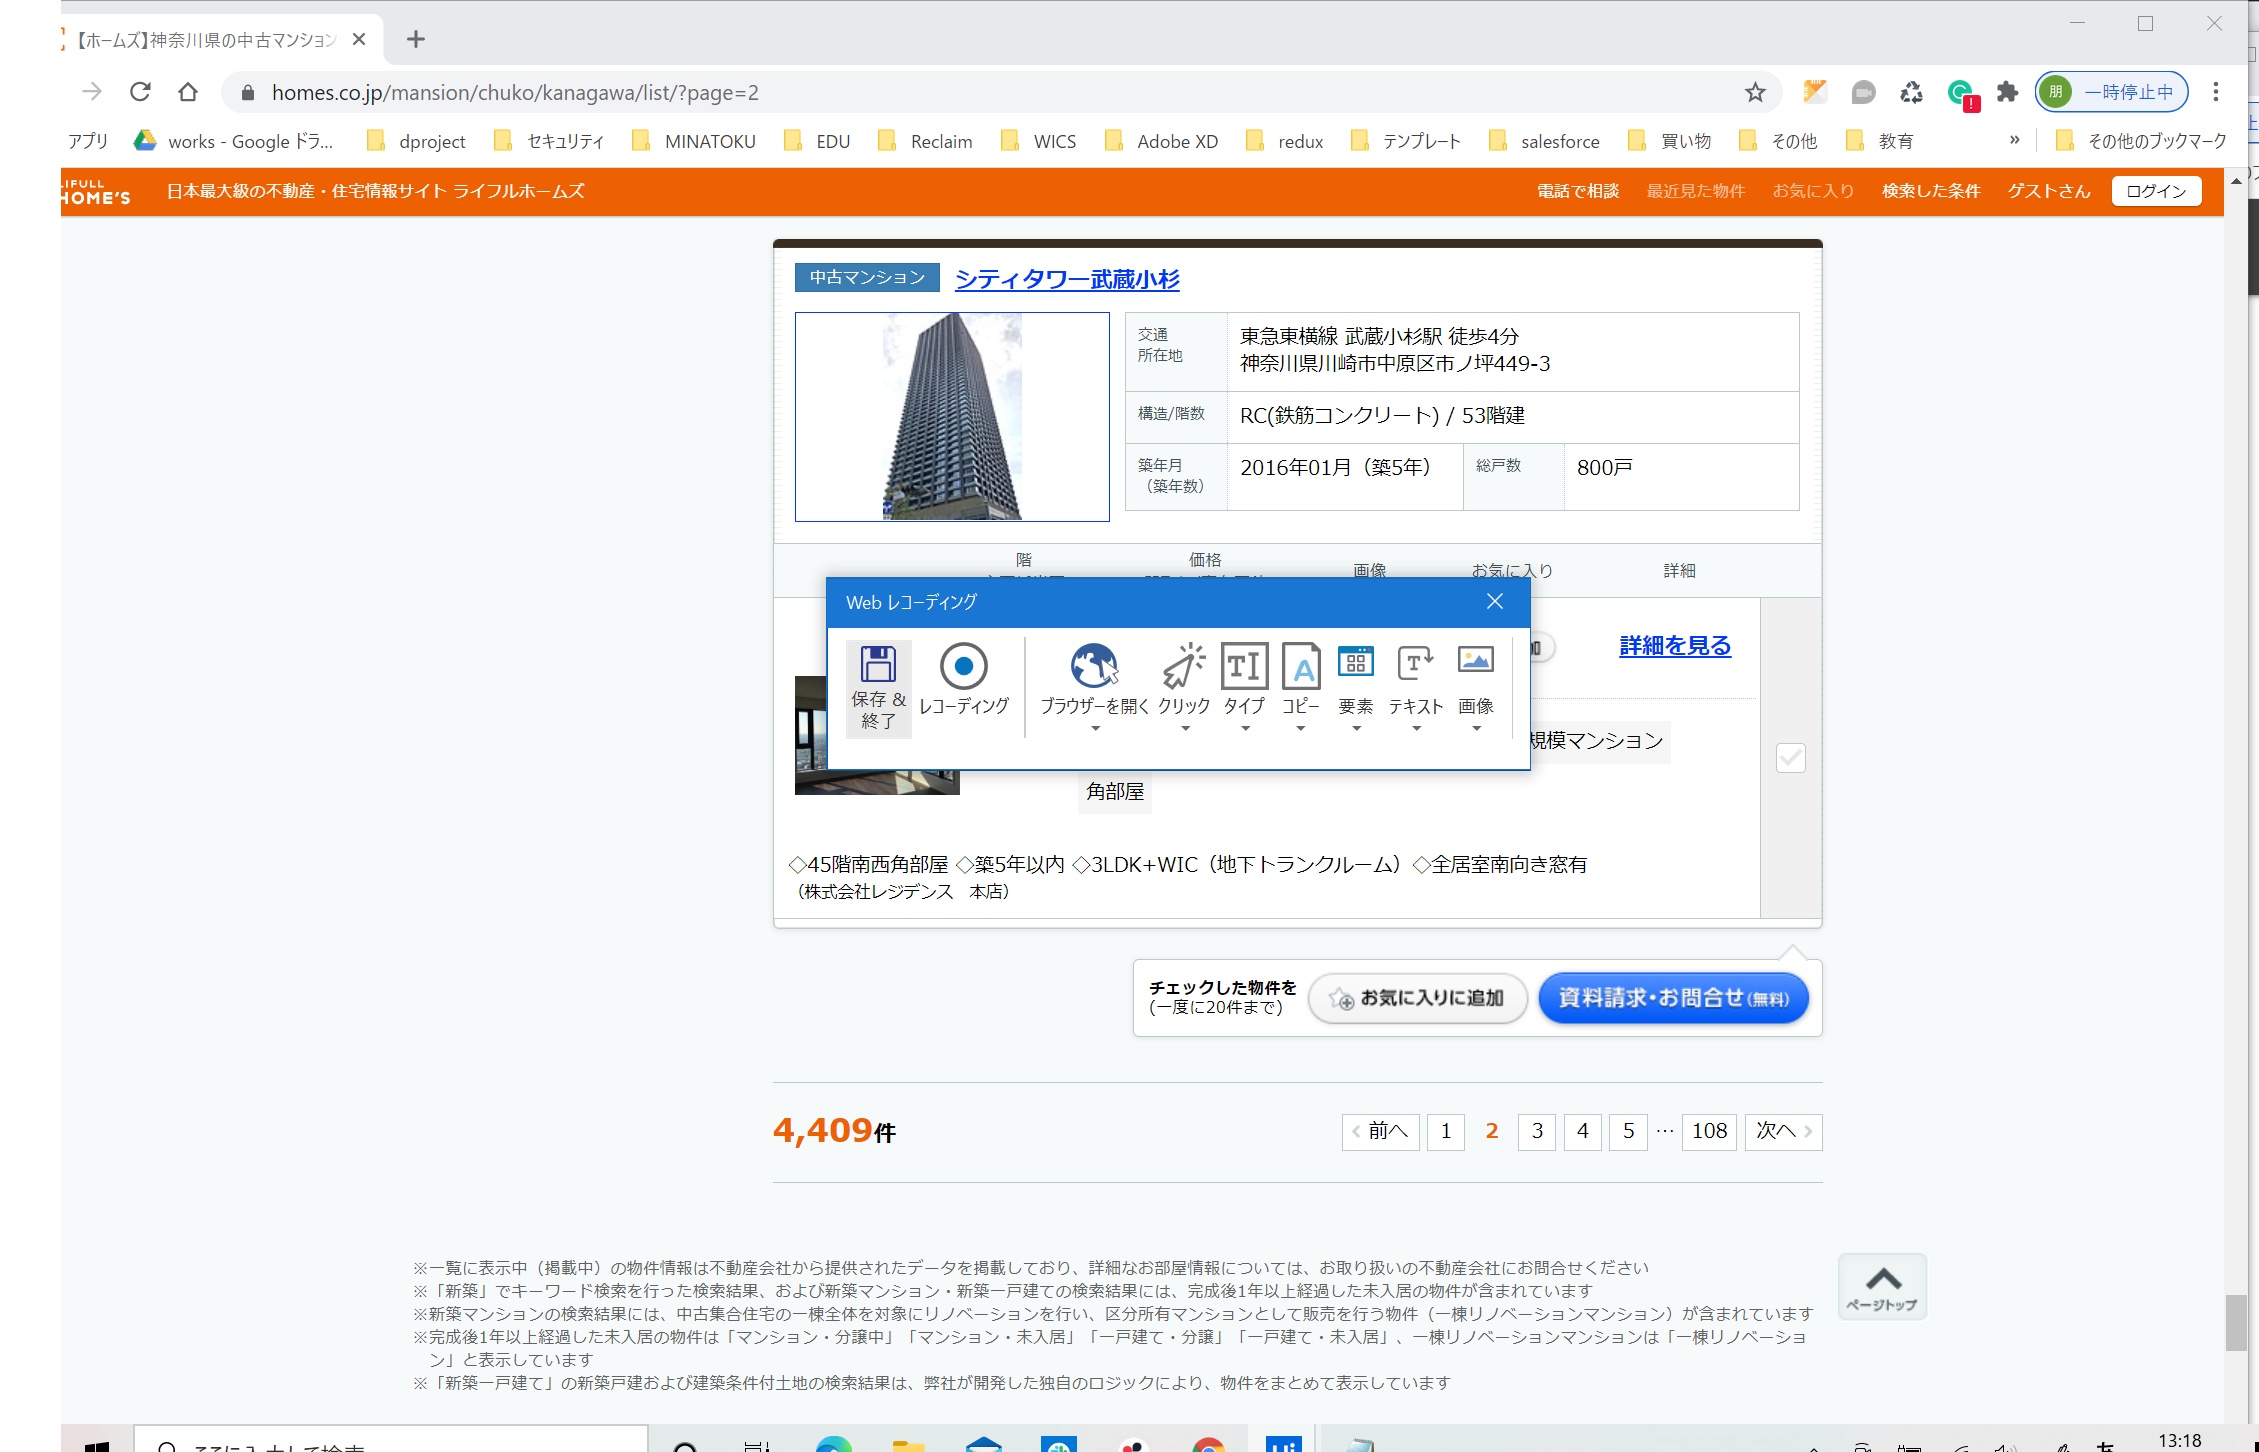 【ホームズ】神奈川県の中古マンション
homes.co.jp/mansion/chuko/kanagawa/list/?page=2
朋 一時停止中
アプリ works - Google ドラ... dproject セキュリティ MINATOKU EDU Reclaim WICS Adobe XD redux テンプレート salesforce 買い物 その他 教育 » その他のブックマーク
IFULL
HOME'S
日本最大級の不動産・住宅情報サイト ライフルホームズ
電話で相談 最近見た物件 お気に入り 検索した条件 ゲストさん ログイン
中古マンション シティタワー武蔵小杉
交通
所在地
東急東横線 武蔵小杉駅 徒歩4分
神奈川県川崎市中原区市ノ坪449-3
構造/階数 RC(鉄筋コンクリート) / 53階建
築年月
（築年数）
2016年01月（築5年） 総戸数 800戸
階 価格 画像 お気に入り 詳細
Web レコーディング
保存 &
終了
レコーディング ブラウザーを開く クリック タイプ コピー 要素 テキスト 画像
詳細を見る
規模マンション
角部屋
◇45階南西角部屋 ◇築5年以内 ◇3LDK+WIC（地下トランクルーム）◇全居室南向き窓有
（株式会社レジデンス　本店）
チェックした物件を
(一度に20件まで)
お気に入りに追加 資料請求・お問合せ(無料)
4,409件
前へ 1 2 3 4 5 … 108 次へ
※一覧に表示中（掲載中）の物件情報は不動産会社から提供されたデータを掲載しており、詳細なお部屋情報については、お取り扱いの不動産会社にお問合せください
※「新築」でキーワード検索を行った検索結果、および新築マンション・新築一戸建ての検索結果には、完成後1年以上経過した未入居の物件が含まれています
※新築マンションの検索結果には、中古集合住宅の一棟全体を対象にリノベーションを行い、区分所有マンションとして販売を行う物件（一棟リノベーションマンション）が含まれています
※完成後1年以上経過した未入居の物件は「マンション・分譲中」「マンション・未入居」「一戸建て・分譲」「一戸建て・未入居」、一棟リノベーションマンションは「一棟リノベーショ
ン」と表示しています
※「新築一戸建て」の新築戸建および建築条件付土地の検索結果は、弊社が開発した独自のロジックにより、物件をまとめて表示しています
ページトップ
ここに入力して検索
13:18